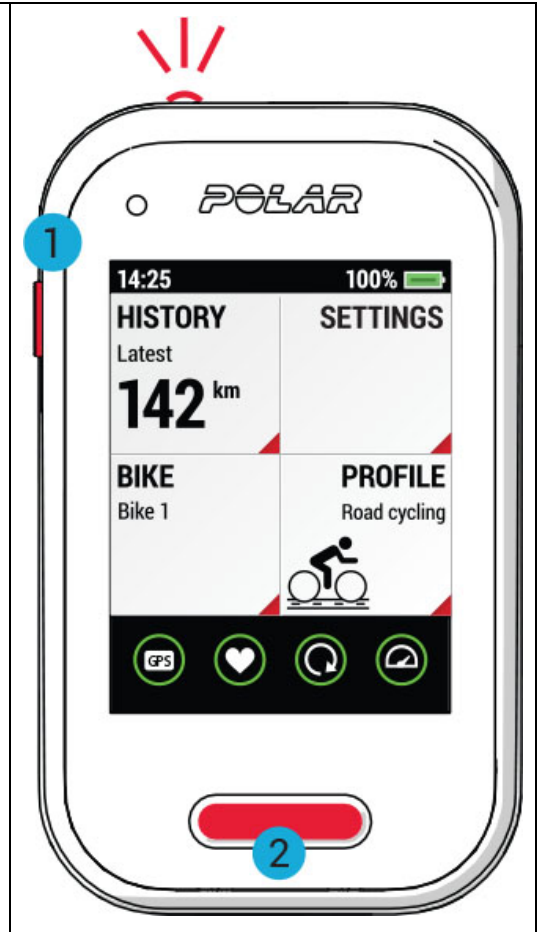 POLAR
1
14:25 100%
HISTORY SETTINGS
Latest
142 km
BIKE PROFILE
Bike 1 Road cycling
GPS
2